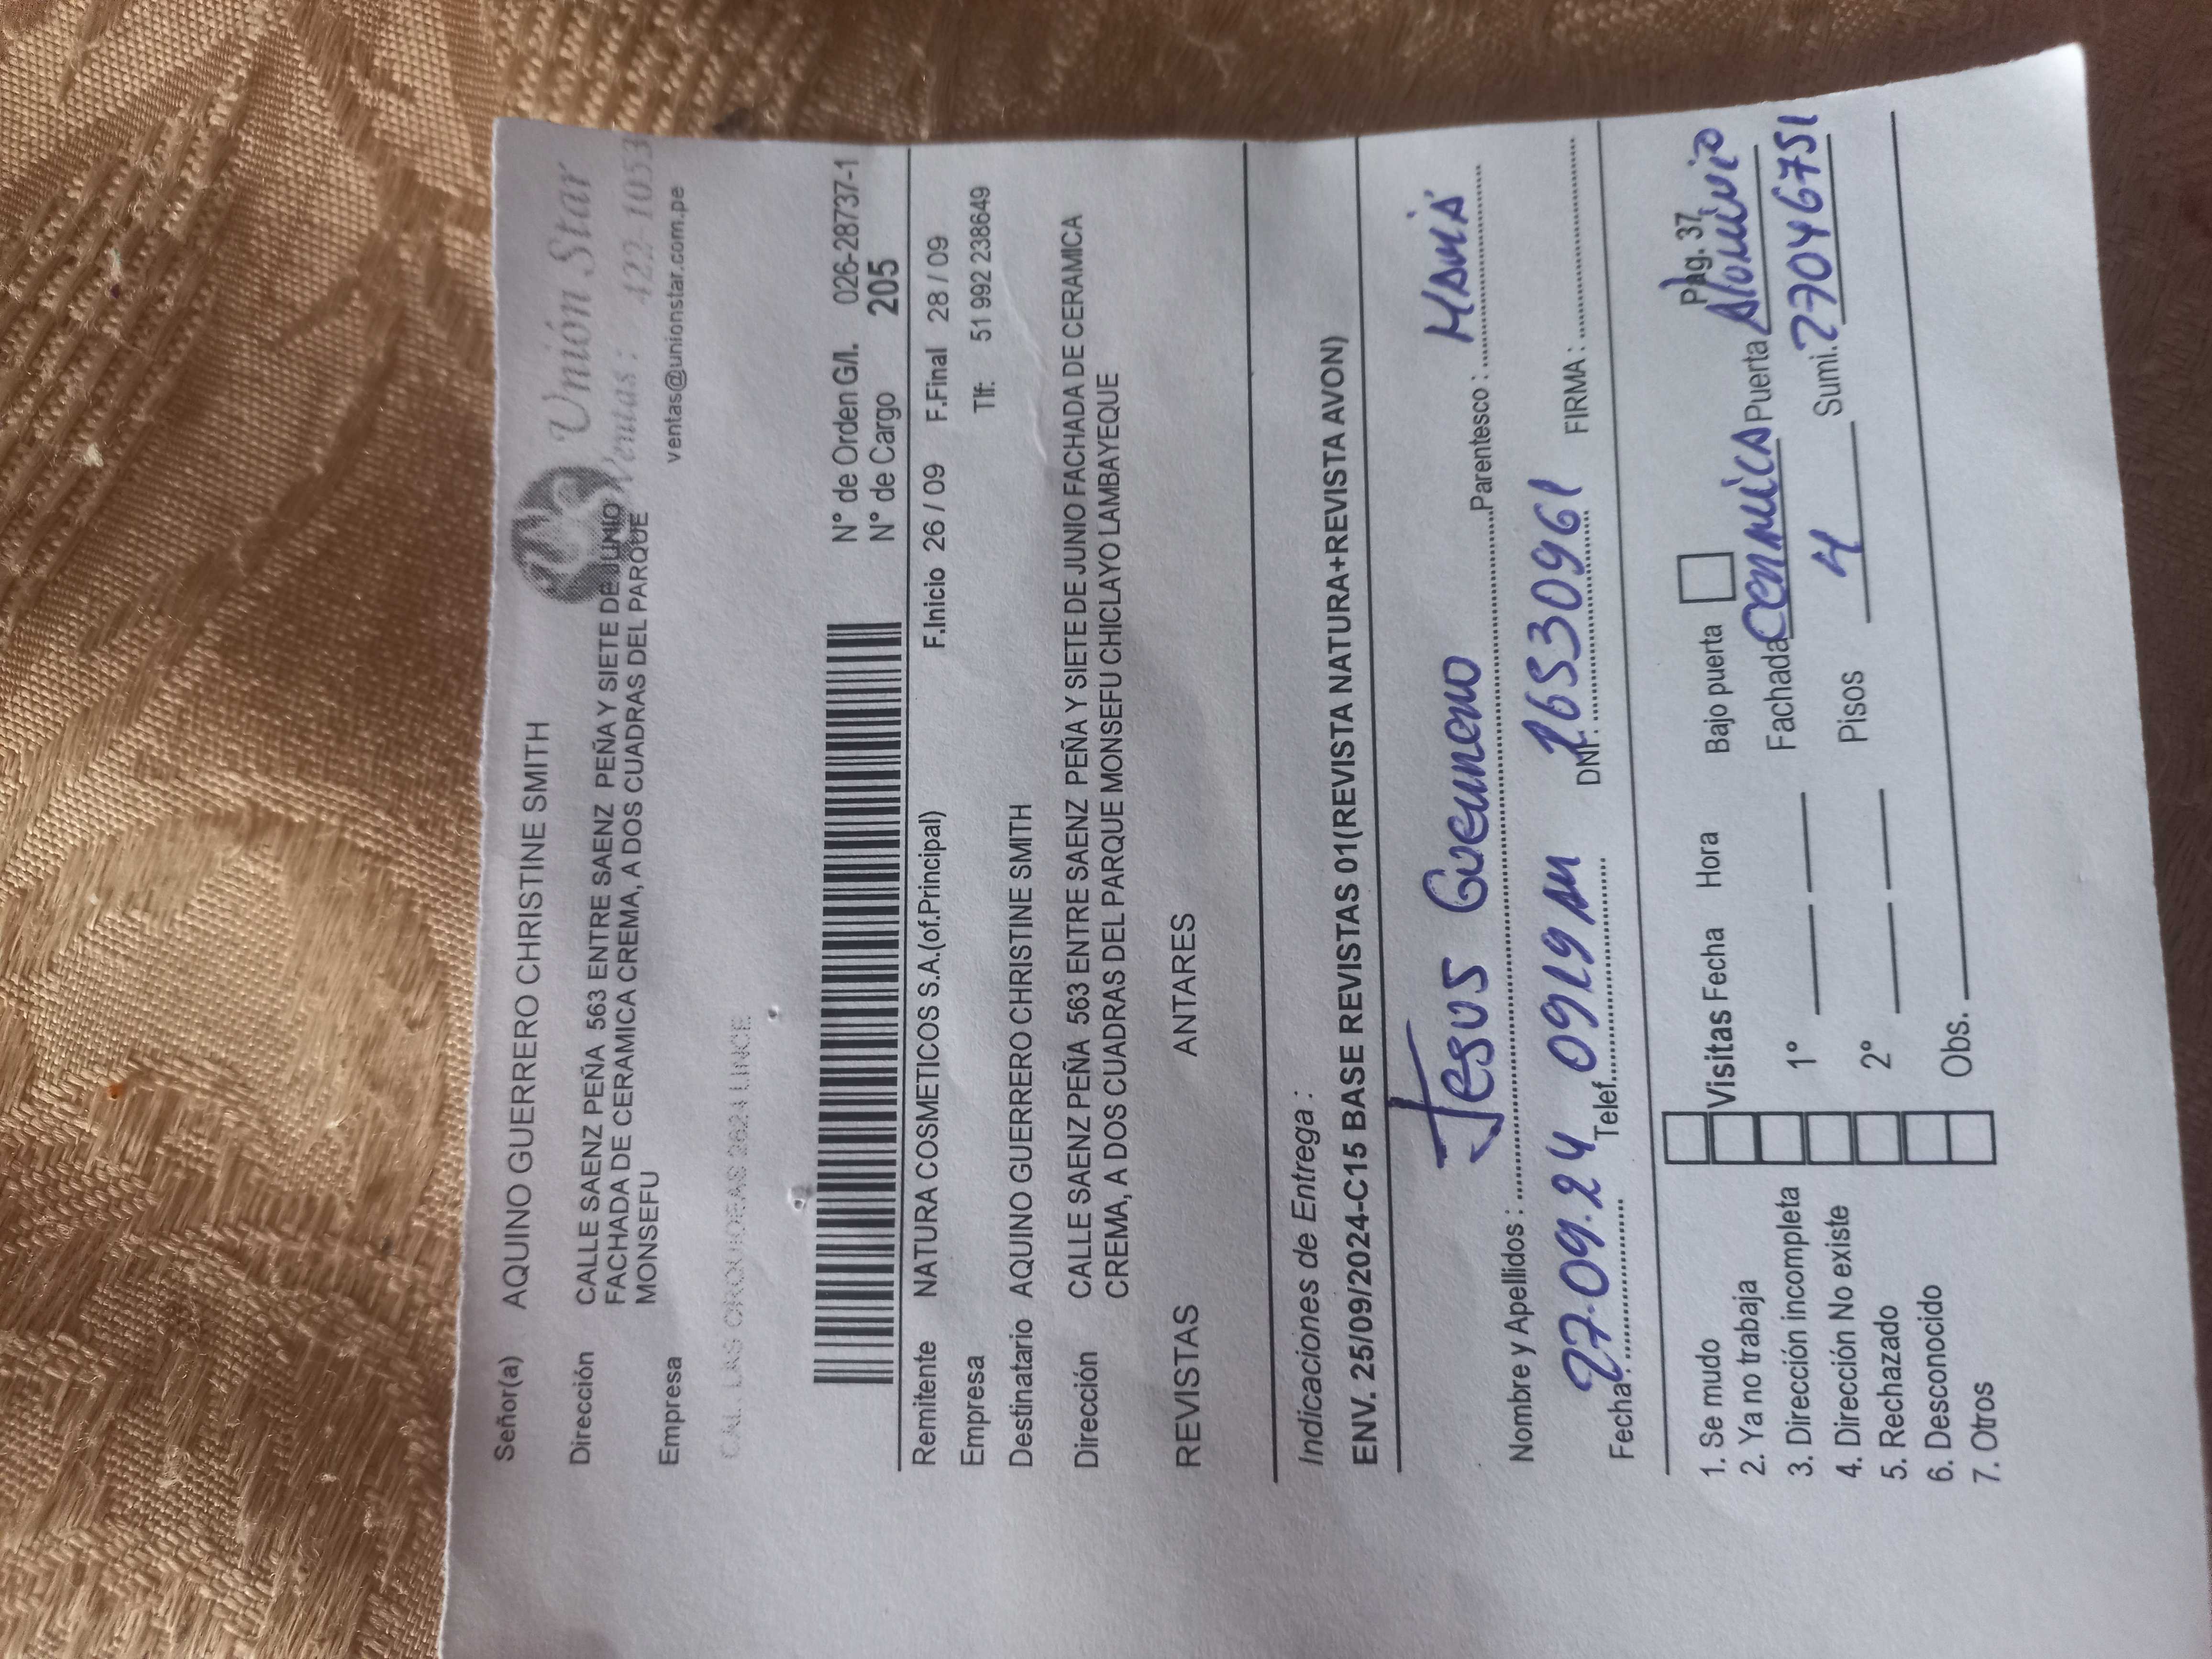 Unión Star
Ventas : 422-1053
ventas@unionstar.com.pe
Señor(a) AQUINO GUERRERO CHRISTINE SMITH
Dirección CALLE SAENZ PEÑA 563 ENTRE SAENZ PEÑA Y SIETE DE JUNIO
FACHADA DE CERAMICA CREMA, A DOS CUADRAS DEL PARQUE
MONSEFU
Empresa
CAL. LAS ORQUIDEAS 2624 LINCE
N° de Orden G/I. 026-28737-1
N° de Cargo 205
Remitente NATURA COSMETICOS S.A.(of.Principal) F.Inicio 26 / 09 F.Final 28 / 09
Empresa Tlf: 51 992 238649
Destinatario AQUINO GUERRERO CHRISTINE SMITH
Dirección CALLE SAENZ PEÑA 563 ENTRE SAENZ PEÑA Y SIETE DE JUNIO FACHADA DE CERAMICA
CREMA, A DOS CUADRAS DEL PARQUE MONSEFU CHICLAYO LAMBAYEQUE
REVISTAS ANTARES
Indicaciones de Entrega :
ENV. 25/09/2024-C15 BASE REVISTAS 01(REVISTA NATURA+REVISTA AVON)
Nombre y Apellidos : Jesus Guerrero Parentesco :
Fecha: 27.09.24 Telef. DNI: 16530961 FIRMA :
Pág. 37
1. Se mudo Visitas Fecha Hora Bajo puerta
2. Ya no trabaja Fachada Ceramica Puerta Aluminio
3. Dirección incompleta 1°
4. Dirección No existe Pisos 4 Sumi. 27046751
5. Rechazado 2°
6. Desconocido
7. Otros Obs.